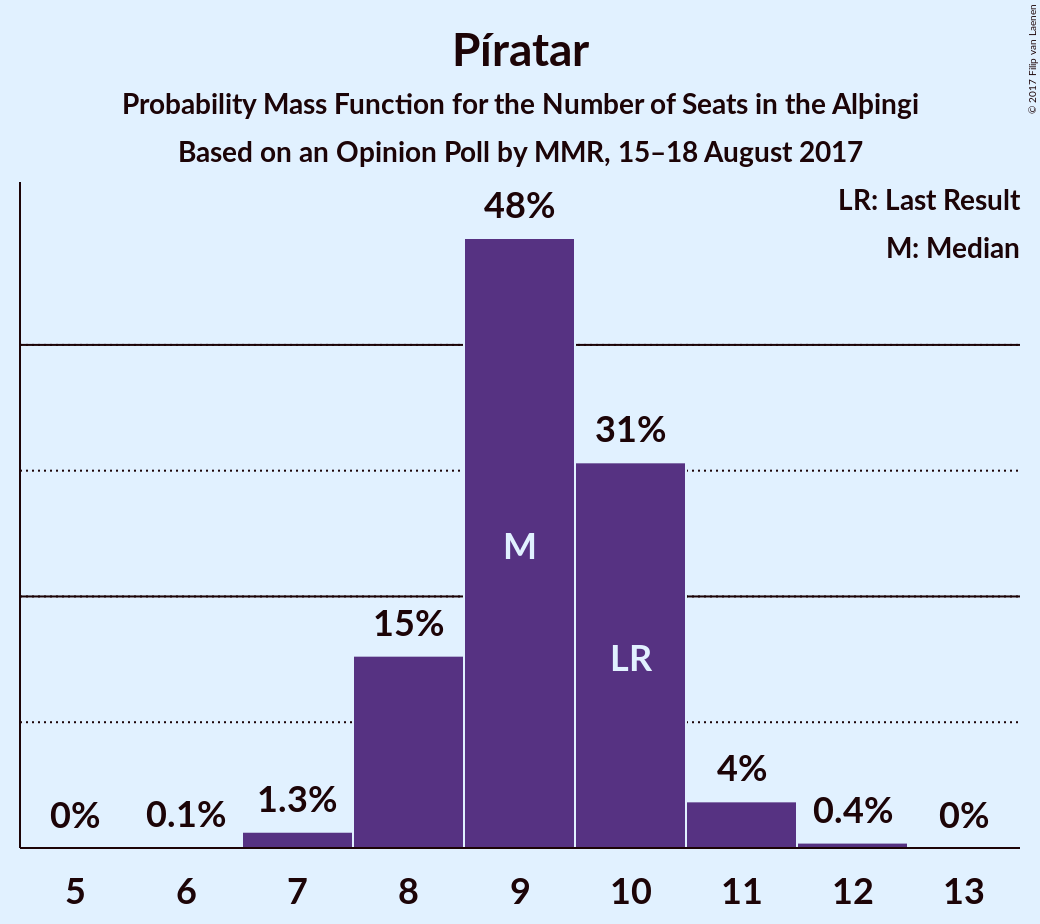 Píratar
Probability Mass Function for the Number of Seats in the Alþingi
Based on an Opinion Poll by MMR, 15–18 August 2017
© 2017 Filip van Laenen
LR: Last Result
M: Median
48%
31%
M
15%
LR
4%
1.3%
0%
0.1%
0.4%
0%
5 6 7 8 9 10 11 12 13